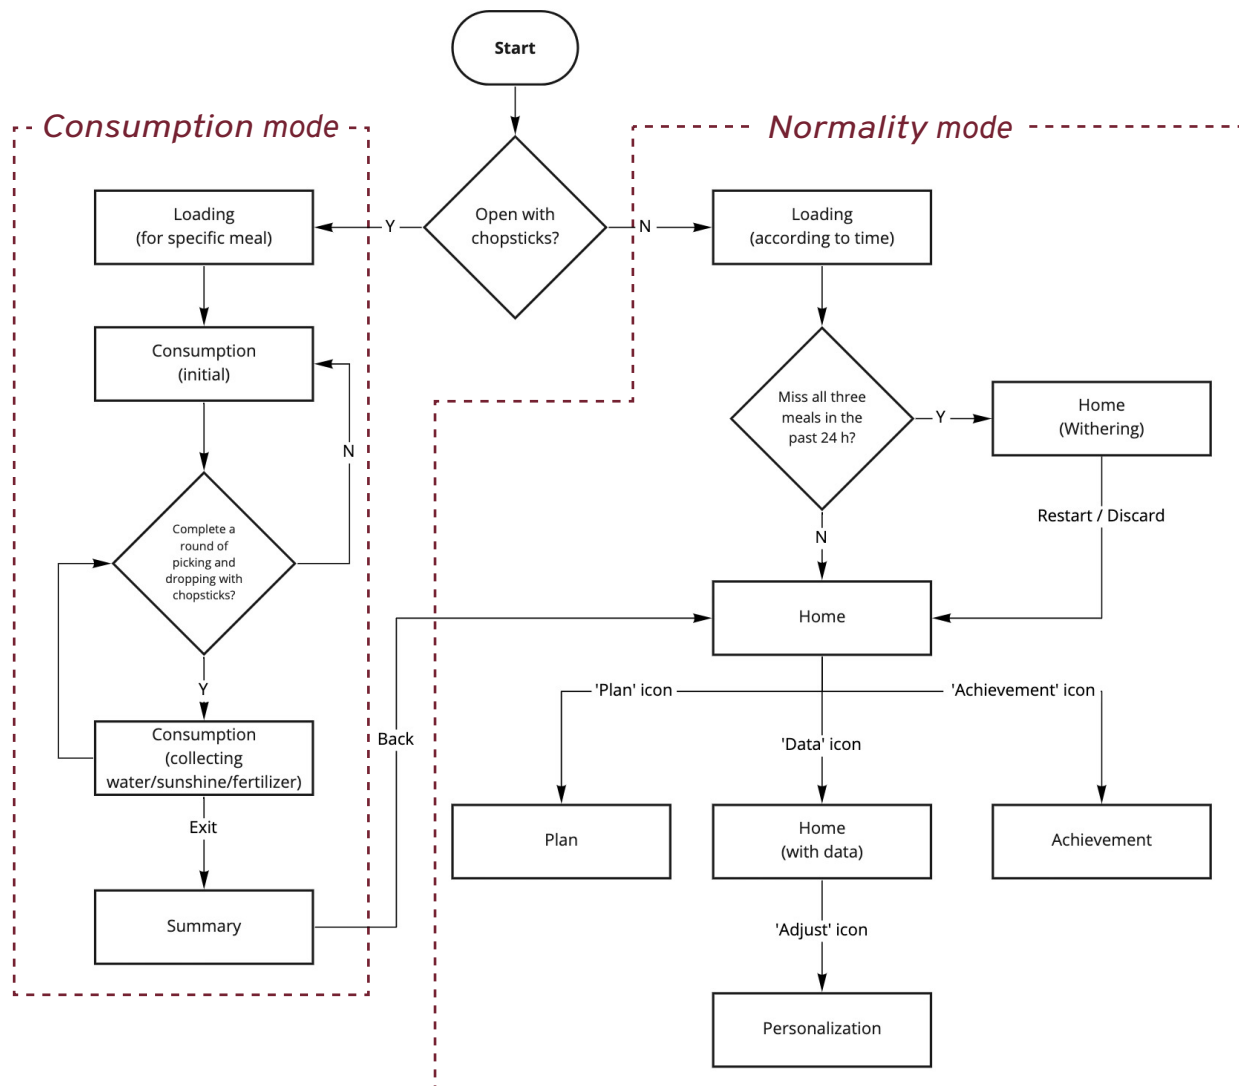 Start
Consumption mode
Normality mode
Open with
chopsticks?
Y
N
Loading
(for specific meal)
Consumption
(initial)
N
Complete a
round of
picking and
dropping with
chopsticks?
Y
Consumption
(collecting
water/sunshine/fertilizer)
Exit
Summary
Back
Loading
(according to time)
Miss all three
meals in the
past 24 h?
Y
Home
(Withering)
Restart / Discard
N
Home
'Plan' icon
'Data' icon
'Achievement' icon
Plan
Home
(with data)
Achievement
'Adjust' icon
Personalization